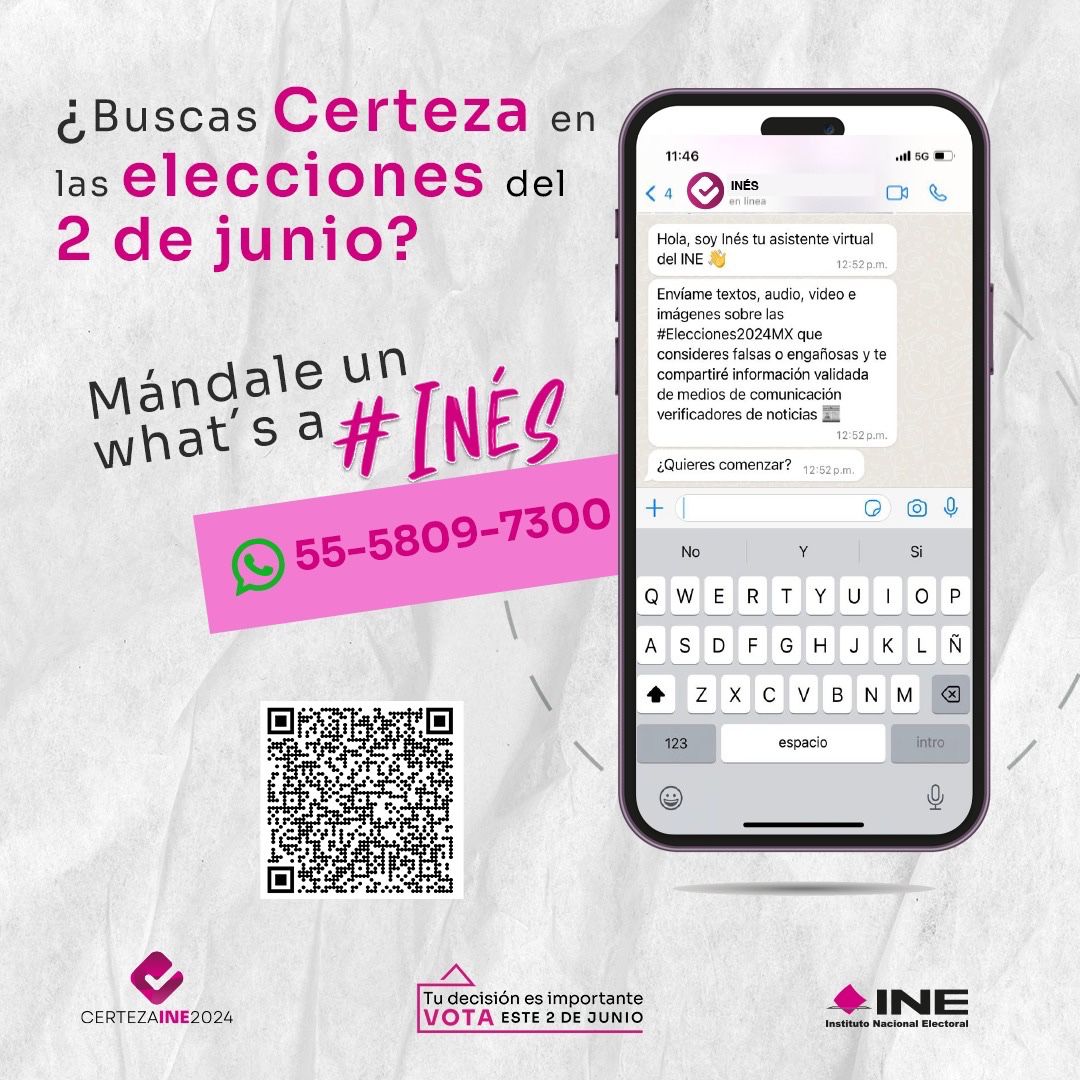 ¿Buscas Certeza en
las elecciones del
2 de junio?
Mándale un
what´s a #INÉS
55-5809-7300
11:46
5G
4
INÉS
en línea
Hola, soy Inés tu asistente virtual
del INE 👋
12:52 p.m.
Envíame textos, audio, video e
imágenes sobre las
#Elecciones2024MX que
consideres falsas o engañosas y te
compartiré información validada
de medios de comunicación
verificadores de noticias 📰
12:52 p.m.
¿Quieres comenzar? 12:52 p.m.
No Y Si
Q W E R T Y U I O P
A S D F G H J K L Ñ
Z X C V B N M
123 espacio intro
CERTEZAINE2024
Tu decisión es importante
VOTA ESTE 2 DE JUNIO
INE
Instituto Nacional Electoral